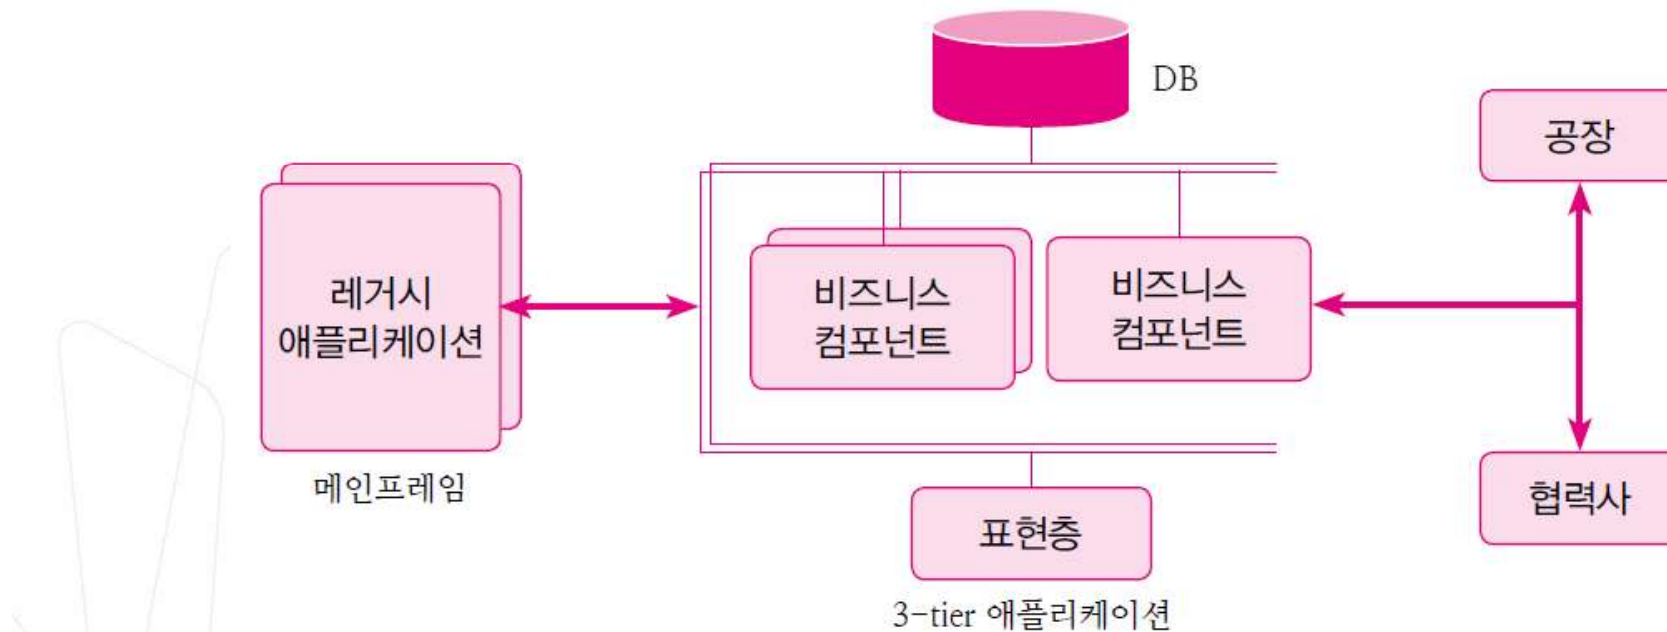 DB
공장
레거시
애플리케이션
비즈니스
컴포넌트
비즈니스
컴포넌트
메인프레임
협력사
표현층
3-tier 애플리케이션